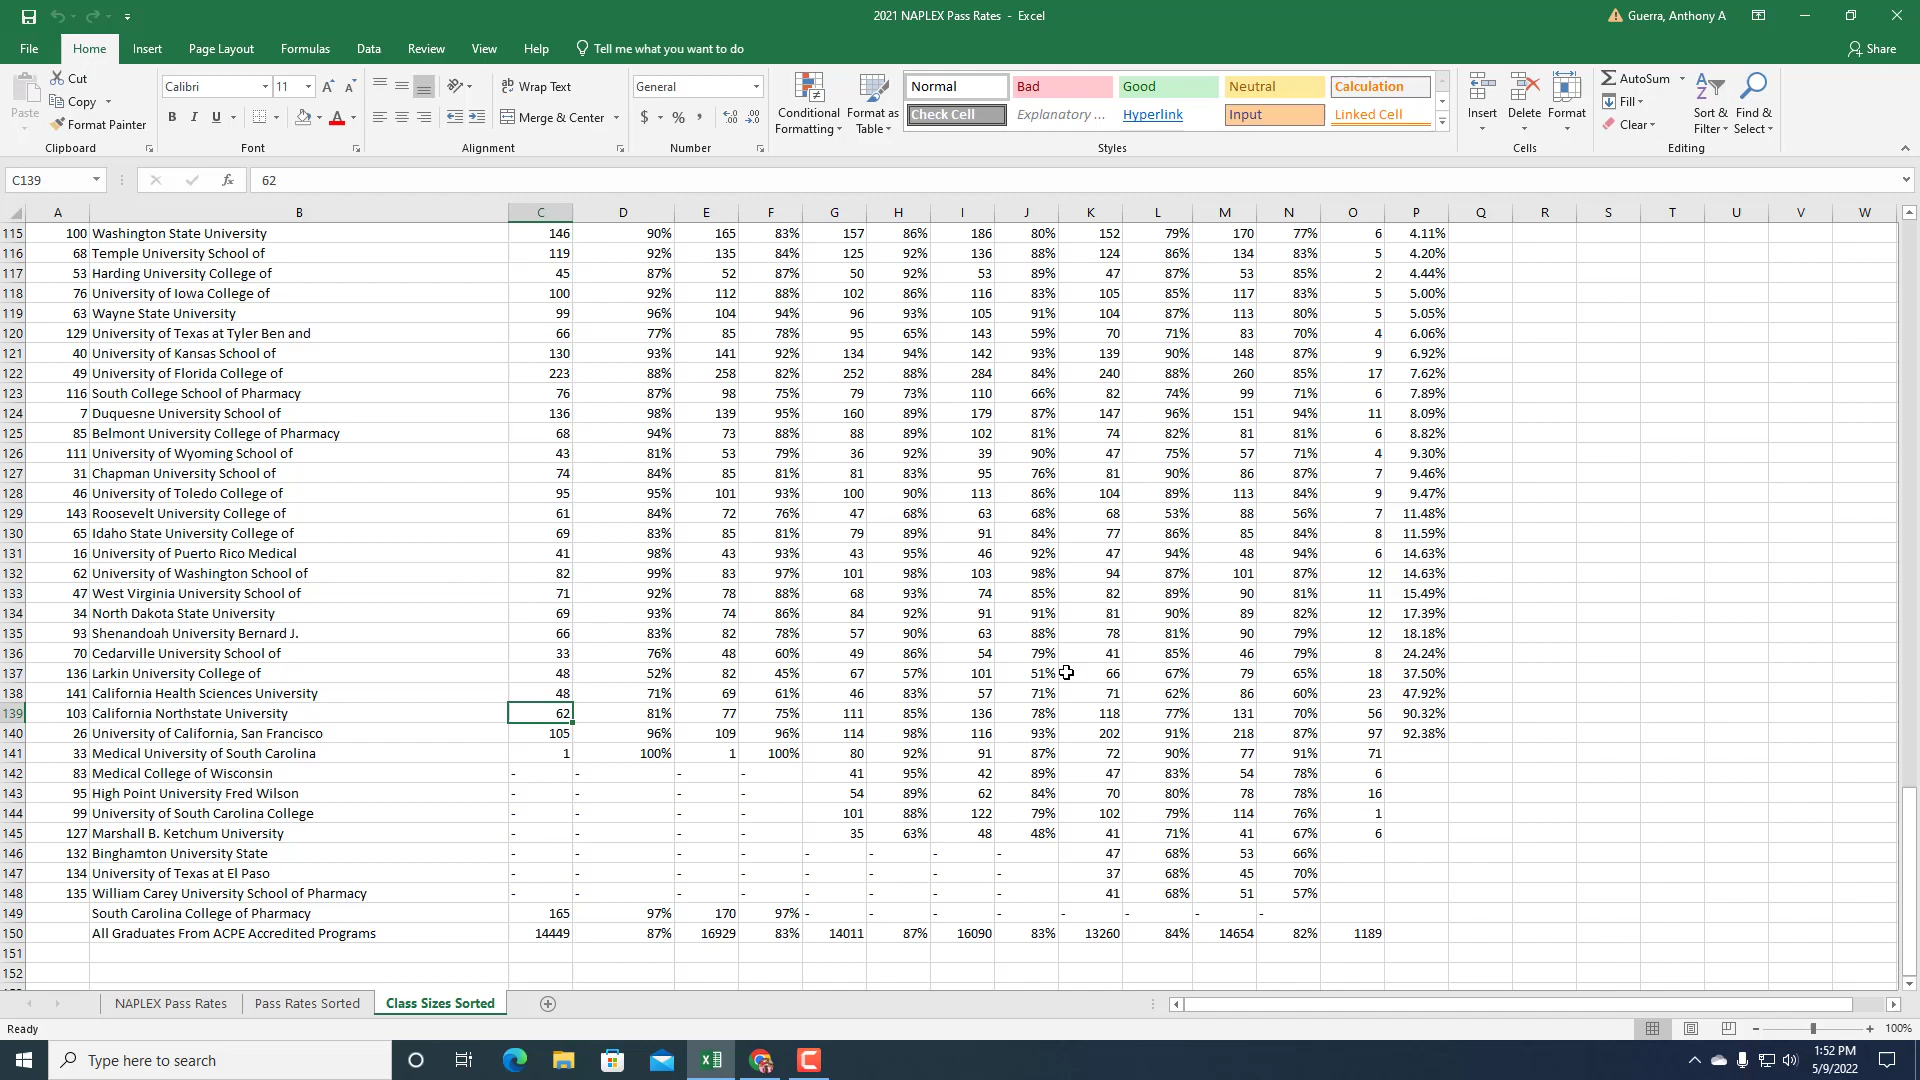 2021 NAPLEX Pass Rates - Excel
Guerra, Anthony A
File Home Insert Page Layout Formulas Data Review View Help Tell me what you want to do Share
Paste Cut Copy Format Painter Clipboard
Calibri 11 B I U A A A Font
Wrap Text Merge & Center Alignment
General $ % , Number
Conditional Formatting Format as Table
Normal Bad Good Neutral Calculation
Check Cell Explanatory ... Hyperlink Input Linked Cell
Styles
Insert Delete Format Cells
AutoSum Fill Clear Sort & Filter Find & Select Editing
C139 fx 62
A B C D E F G H I J K L M N O P Q R S T U V W
115 100 Washington State University 146 90% 165 83% 157 86% 186 80% 152 79% 170 77% 6 4.11%
116 68 Temple University School of 119 92% 135 84% 125 92% 136 88% 124 86% 134 83% 5 4.20%
117 53 Harding University College of 45 87% 52 87% 50 92% 53 89% 47 87% 53 85% 2 4.44%
118 76 University of Iowa College of 100 92% 112 88% 102 86% 116 83% 105 85% 117 83% 5 5.00%
119 63 Wayne State University 99 96% 104 94% 96 93% 105 91% 104 87% 113 80% 5 5.05%
120 129 University of Texas at Tyler Ben and 66 77% 85 78% 95 65% 143 59% 70 71% 83 70% 4 6.06%
121 40 University of Kansas School of 130 93% 141 92% 134 94% 142 93% 139 90% 148 87% 9 6.92%
122 49 University of Florida College of 223 88% 258 82% 252 88% 284 84% 240 88% 260 85% 17 7.62%
123 116 South College School of Pharmacy 76 87% 98 75% 79 73% 110 66% 82 74% 99 71% 6 7.89%
124 7 Duquesne University School of 136 98% 139 95% 160 89% 179 87% 147 96% 151 94% 11 8.09%
125 85 Belmont University College of Pharmacy 68 94% 73 88% 88 89% 102 81% 74 82% 81 81% 6 8.82%
126 111 University of Wyoming School of 43 81% 53 79% 36 92% 39 90% 47 75% 57 71% 4 9.30%
127 31 Chapman University School of 74 84% 85 81% 81 83% 95 76% 81 90% 86 87% 7 9.46%
128 46 University of Toledo College of 95 95% 101 93% 100 90% 113 86% 104 89% 113 84% 9 9.47%
129 143 Roosevelt University College of 61 84% 72 76% 47 68% 63 68% 68 53% 88 56% 7 11.48%
130 65 Idaho State University College of 69 83% 85 81% 79 89% 91 84% 77 86% 85 84% 8 11.59%
131 16 University of Puerto Rico Medical 41 98% 43 93% 43 95% 46 92% 47 94% 48 94% 6 14.63%
132 62 University of Washington School of 82 99% 83 97% 101 98% 103 98% 94 87% 101 87% 12 14.63%
133 47 West Virginia University School of 71 92% 78 88% 68 93% 74 85% 82 89% 90 81% 11 15.49%
134 34 North Dakota State University 69 93% 74 86% 84 92% 91 91% 81 90% 89 82% 12 17.39%
135 93 Shenandoah University Bernard J. 66 83% 82 78% 57 90% 63 88% 78 81% 90 79% 12 18.18%
136 70 Cedarville University School of 33 76% 48 60% 49 86% 54 79% 41 85% 46 79% 8 24.24%
137 136 Larkin University College of 48 52% 82 45% 67 57% 101 51% 66 67% 79 65% 18 37.50%
138 141 California Health Sciences University 48 71% 69 61% 46 83% 57 71% 71 62% 86 60% 23 47.92%
139 103 California Northstate University 62 81% 77 75% 111 85% 136 78% 118 77% 131 70% 56 90.32%
140 26 University of California, San Francisco 105 96% 109 96% 114 98% 116 93% 202 91% 218 87% 97 92.38%
141 33 Medical University of South Carolina 1 100% 1 100% 80 92% 91 87% 72 90% 77 91% 71
142 83 Medical College of Wisconsin - - - - 41 95% 42 89% 47 83% 54 78% 6
143 95 High Point University Fred Wilson - - - - 54 89% 62 84% 70 80% 78 78% 16
144 99 University of South Carolina College - - - - 101 88% 122 79% 102 79% 114 76% 1
145 127 Marshall B. Ketchum University - - - - 35 63% 48 48% 41 71% 41 67% 6
146 132 Binghamton University State - - - - - - - - 47 68% 53 66%
147 134 University of Texas at El Paso - - - - - - - - 37 68% 45 70%
148 135 William Carey University School of Pharmacy - - - - - - - - 41 68% 51 57%
149 South Carolina College of Pharmacy 165 97% 170 97% - - - - - - - -
150 All Graduates From ACPE Accredited Programs 14449 87% 16929 83% 14011 87% 16090 83% 13260 84% 14654 82% 1189
151
152
NAPLEX Pass Rates Pass Rates Sorted Class Sizes Sorted
Ready 100%
Type here to search
1:52 PM
5/9/2022